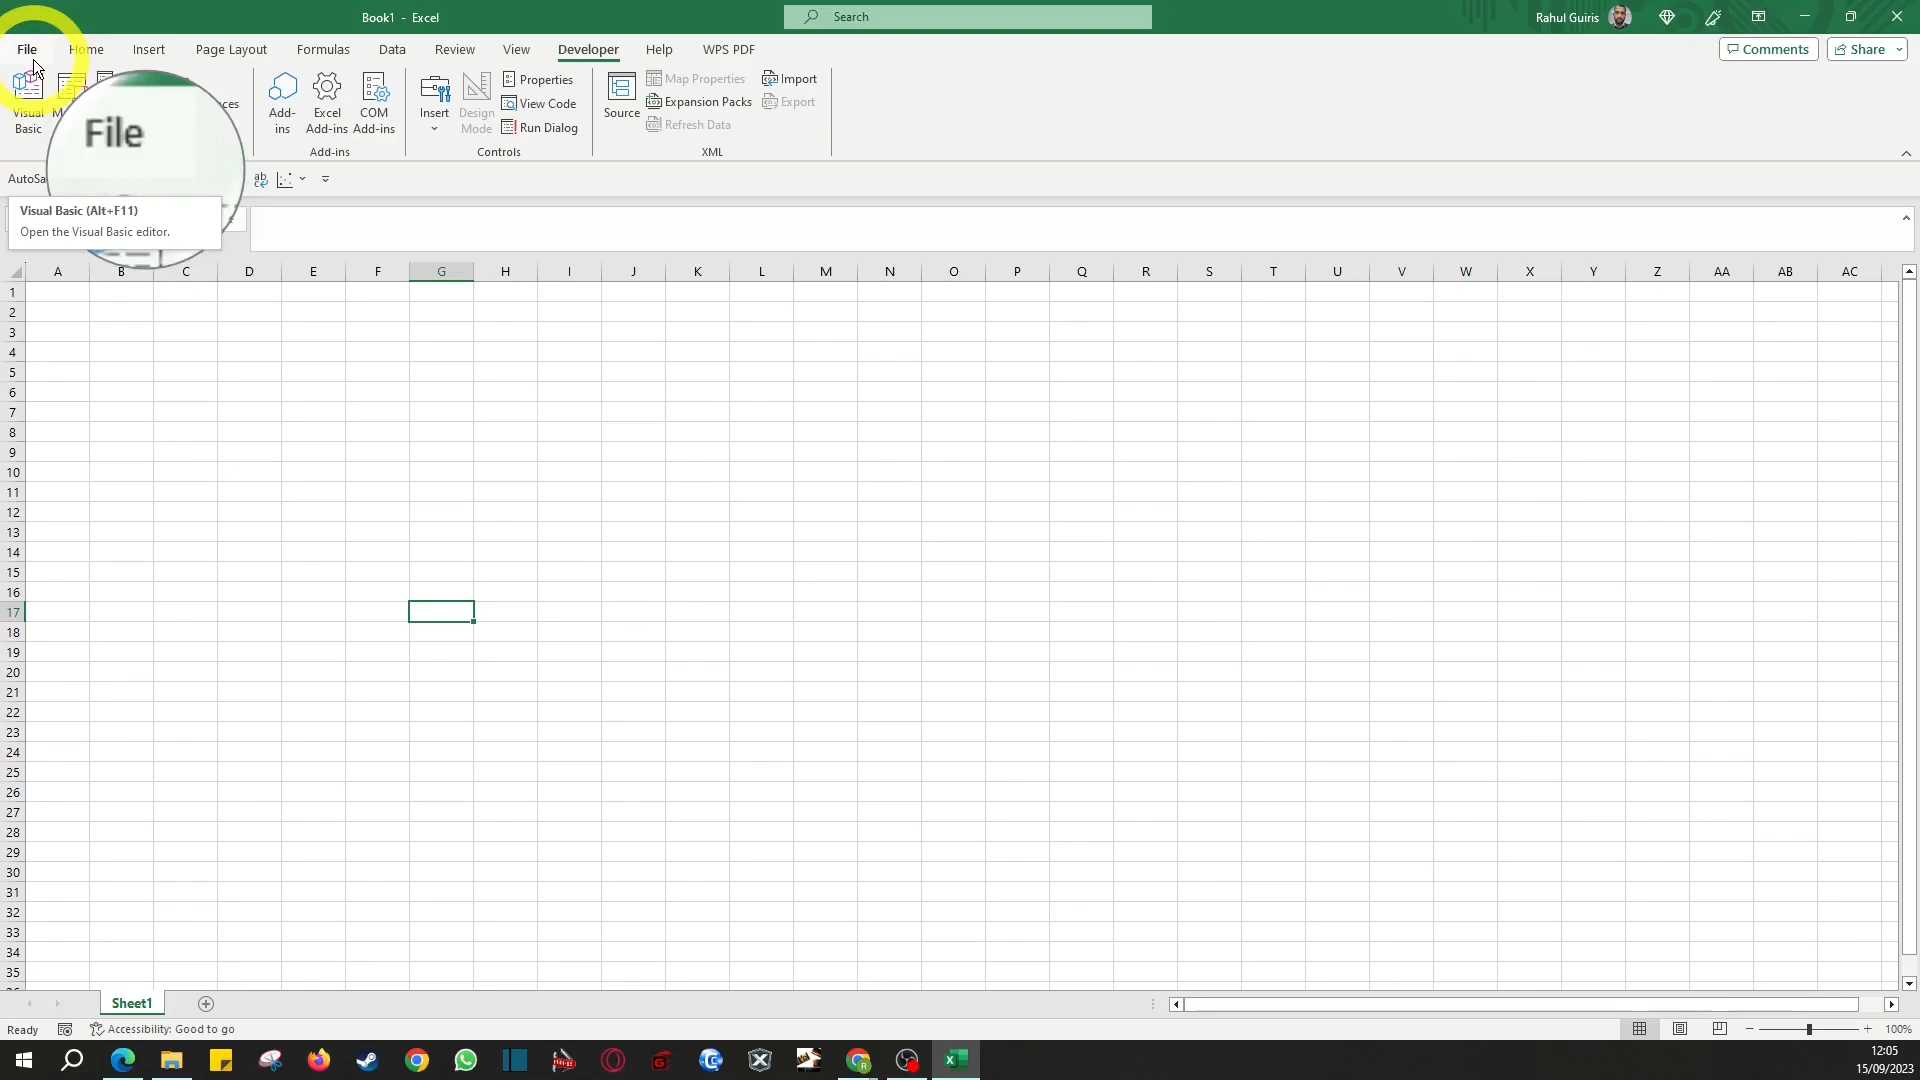 Book1 - Excel
Search
Rahul Guiris
File Home Insert Page Layout Formulas Data Review View Developer Help WPS PDF
Comments Share
Visual Basic
Add-ins
Excel Add-ins
COM Add-ins
Insert
Design Mode
Properties
View Code
Run Dialog
Source
Map Properties
Expansion Packs
Refresh Data
Import
Export
Add-ins Controls XML
File
Visual Basic (Alt+F11)
Open the Visual Basic editor.
A B C D E F G H I J K L M N O P Q R S T U V W X Y Z AA AB AC
1
2
3
4
5
6
7
8
9
10
11
12
13
14
15
16
17
18
19
20
21
22
23
24
25
26
27
28
29
30
31
32
33
34
35
Sheet1
Ready Accessibility: Good to go 100%
12:05
15/09/2023